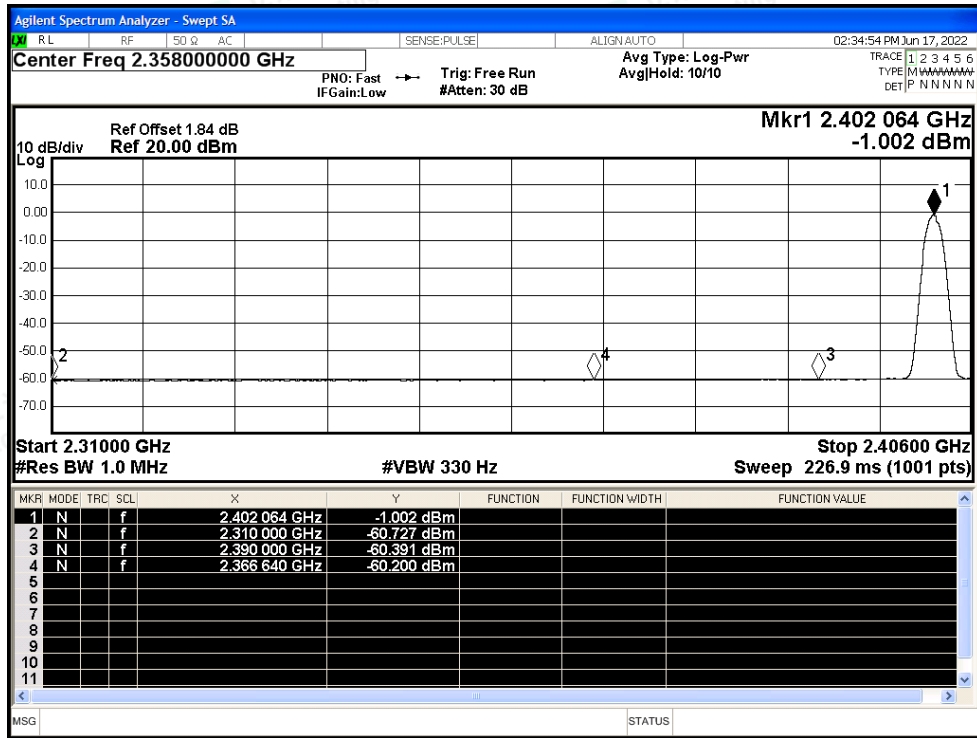 Agilent Spectrum Analyzer - Swept SA
LXI RL RF 50 Ω AC SENSE:PULSE ALIGN AUTO 02:34:54 PM Jun 17, 2022
Center Freq 2.358000000 GHz
PNO: Fast
IFGain:Low
Trig: Free Run
#Atten: 30 dB
Avg Type: Log-Pwr
Avg|Hold: 10/10
TRACE 1 2 3 4 5 6
TYPE M
DET P N N N N N
Ref Offset 1.84 dB
Ref 20.00 dBm
Mkr1 2.402 064 GHz
-1.002 dBm
10 dB/div
Log
10.0
0.00
-10.0
-20.0
-30.0
-40.0
-50.0
-60.0
-70.0
1
2
4
3
Start 2.31000 GHz Stop 2.40600 GHz
#Res BW 1.0 MHz #VBW 330 Hz Sweep 226.9 ms (1001 pts)
MKR MODE TRC SCL X Y FUNCTION FUNCTION WIDTH FUNCTION VALUE
1 N f 2.402 064 GHz -1.002 dBm
2 N f 2.310 000 GHz -60.727 dBm
3 N f 2.390 000 GHz -60.391 dBm
4 N f 2.366 640 GHz -60.200 dBm
5
6
7
8
9
10
11
MSG STATUS